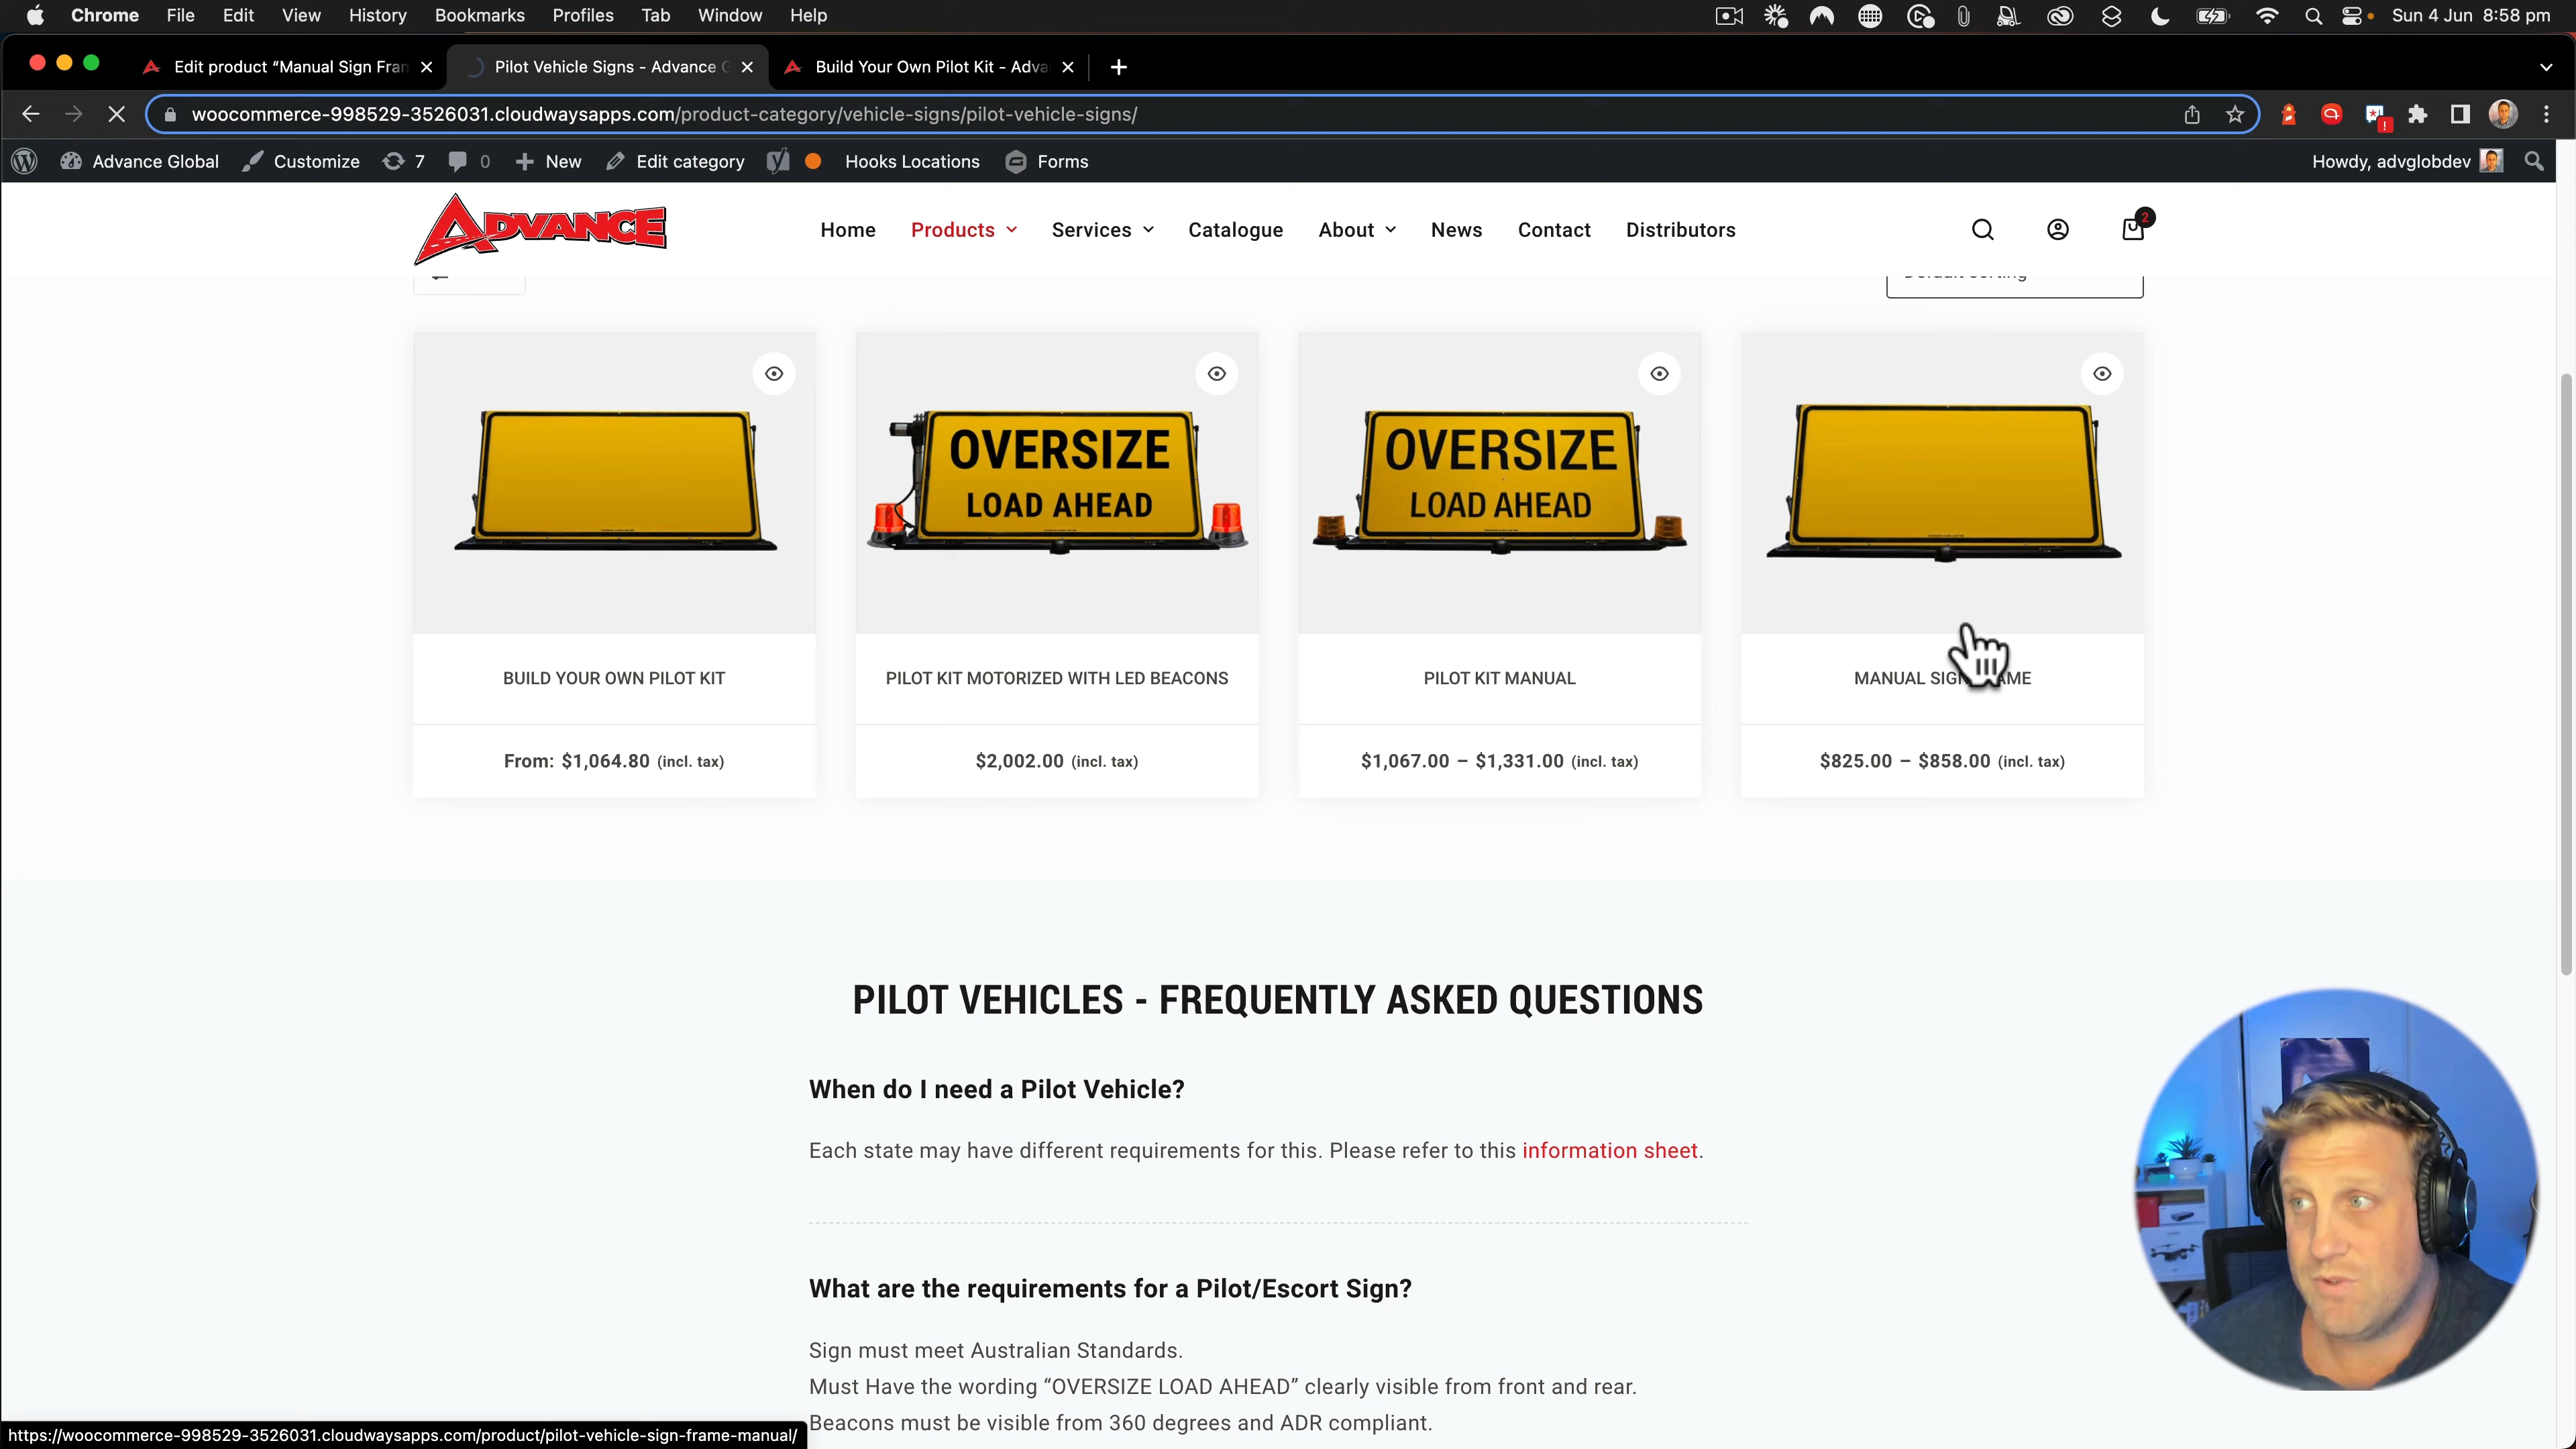 Chrome File Edit View History Bookmarks Profiles Tab Window Help
Sun 4 Jun 8:58 pm
Edit product “Manual Sign Fram
Pilot Vehicle Signs - Advance G
Build Your Own Pilot Kit - Adva
woocommerce-998529-3526031.cloudwaysapps.com/product-category/vehicle-signs/pilot-vehicle-signs/
Advance Global Customize 7 0 New Edit category Hooks Locations Forms
Howdy, advglobdev
ADVANCE
Home Products Services Catalogue About News Contact Distributors
2
Default sorting
OVERSIZE
LOAD AHEAD
OVERSIZE
LOAD AHEAD
BUILD YOUR OWN PILOT KIT
PILOT KIT MOTORIZED WITH LED BEACONS
PILOT KIT MANUAL
MANUAL SIGN
From: $1,064.80 (incl. tax)
$2,002.00 (incl. tax)
$1,067.00 – $1,331.00 (incl. tax)
$825.00 – $858.00 (incl. tax)
PILOT VEHICLES - FREQUENTLY ASKED QUESTIONS
When do I need a Pilot Vehicle?
Each state may have different requirements for this. Please refer to this information sheet.
What are the requirements for a Pilot/Escort Sign?
Sign must meet Australian Standards.
Must Have the wording “OVERSIZE LOAD AHEAD” clearly visible from front and rear.
Beacons must be visible from 360 degrees and ADR compliant.
https://woocommerce-998529-3526031.cloudwaysapps.com/product/pilot-vehicle-sign-frame-manual/